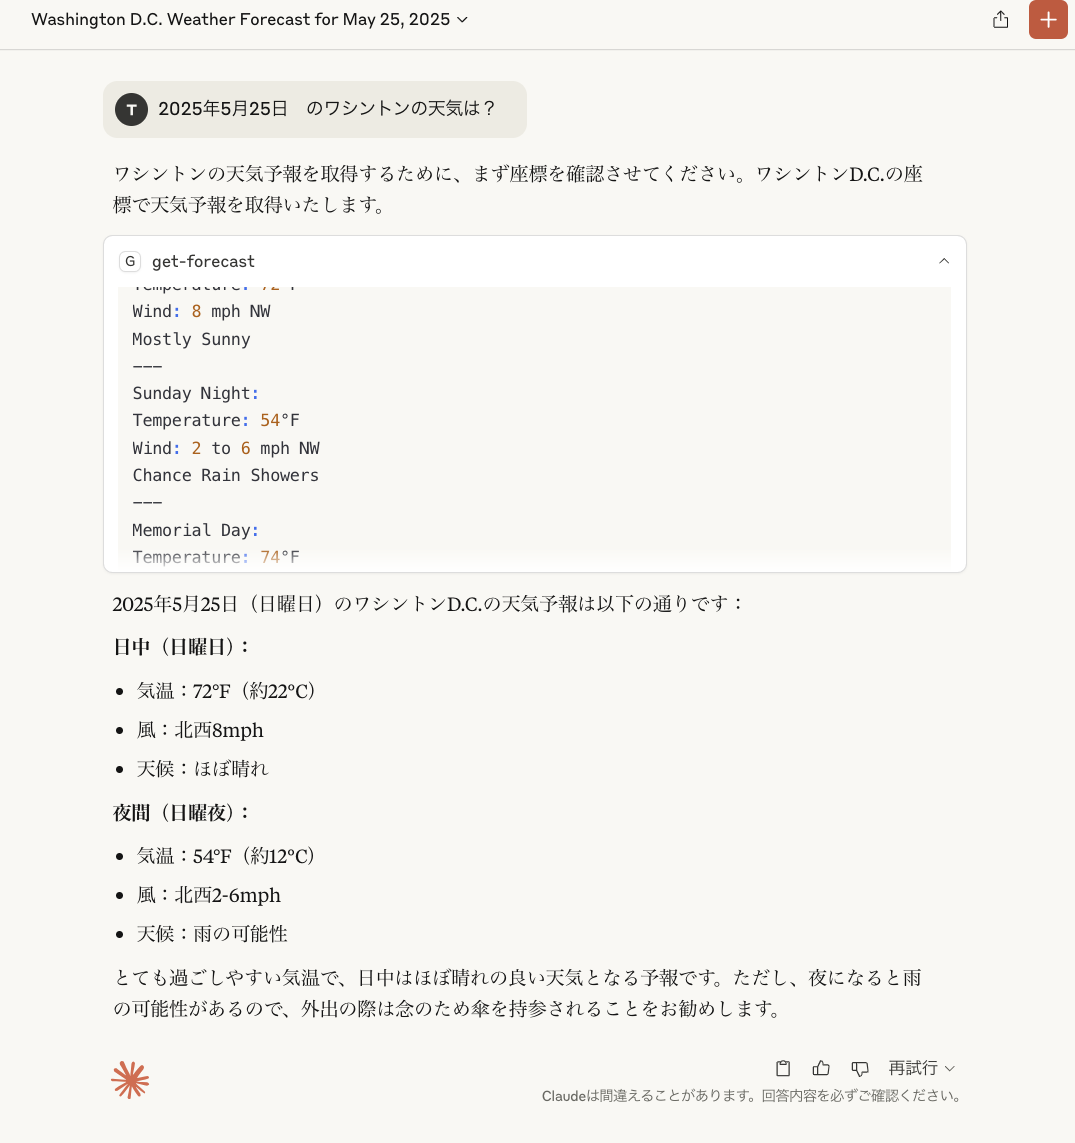 Washington D.C. Weather Forecast for May 25, 2025
T 2025年5月25日　のワシントンの天気は？
ワシントンの天気予報を取得するために、まず座標を確認させてください。ワシントンD.C.の座
標で天気予報を取得いたします。
G get-forecast
Temperature: 72°F
Wind: 8 mph NW
Mostly Sunny
---
Sunday Night:
Temperature: 54°F
Wind: 2 to 6 mph NW
Chance Rain Showers
---
Memorial Day:
Temperature: 74°F
2025年5月25日（日曜日）のワシントンD.C.の天気予報は以下の通りです：
日中（日曜日）：
• 気温：72°F（約22°C）
• 風：北西8mph
• 天候：ほぼ晴れ
夜間（日曜夜）：
• 気温：54°F（約12°C）
• 風：北西2-6mph
• 天候：雨の可能性
とても過ごしやすい気温で、日中はほぼ晴れの良い天気となる予報です。ただし、夜になると雨
の可能性があるので、外出の際は念のため傘を持参されることをお勧めします。
再試行
Claudeは間違えることがあります。回答内容を必ずご確認ください。